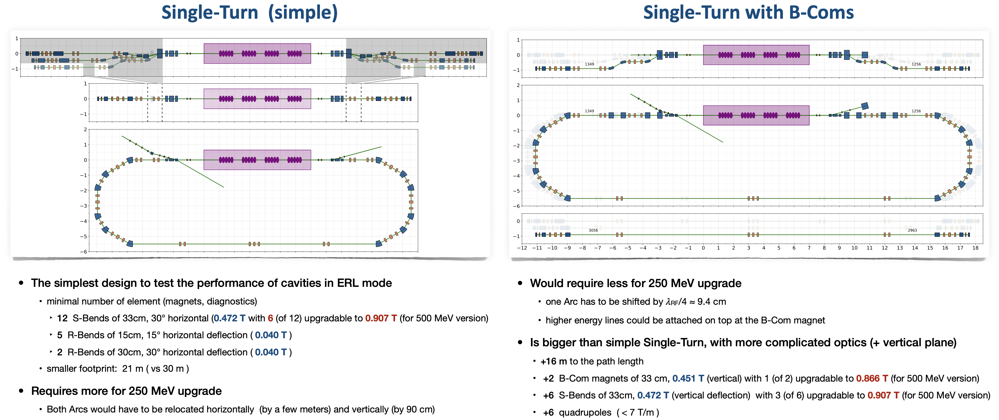 Single-Turn (simple)
1
0
−1
1
0
−1
2
1
0
−1
−2
−3
−4
−5
−6
• The simplest design to test the performance of cavities in ERL mode
• minimal number of element (magnets, diagnostics)
‣ 12 S-Bends of 33cm, 30° horizontal (0.472 T with 6 (of 12) upgradable to 0.907 T (for 500 MeV version)
‣ 5 R-Bends of 15cm, 15° horizontal deflection ( 0.040 T )
‣ 2 R-Bends of 30cm, 30° horizontal deflection ( 0.040 T )
• smaller footprint: 21 m ( vs 30 m )
• Requires more for 250 MeV upgrade
• Both Arcs would have to be relocated horizontally (by a few meters) and vertically (by 90 cm)
Single-Turn with B-Coms
1
0
1349 1256
−1
2
1
1349 1256
0
−1
−2
−3
−4
−5
−6
0
3056 2963
−1
−12 −11 −10 −9 −8 −7 −6 −5 −4 −3 −2 −1 0 1 2 3 4 5 6 7 8 9 10 11 12 13 14 15 16 17 18
• Would require less for 250 MeV upgrade
• one Arc has to be shifted by λRF/4 ≈ 9.4 cm
• higher energy lines could be attached on top at the B-Com magnet
• Is bigger than simple Single-Turn, with more complicated optics (+ vertical plane)
• +16 m to the path length
• +2 B-Com magnets of 33 cm, 0.451 T (vertical) with 1 (of 2) upgradable to 0.866 T (for 500 MeV version)
• +6 S-Bends of 33cm, 0.472 T (vertical deflection) with 3 (of 6) upgradable to 0.907 T (for 500 MeV version)
• +6 quadrupoles ( < 7 T/m )